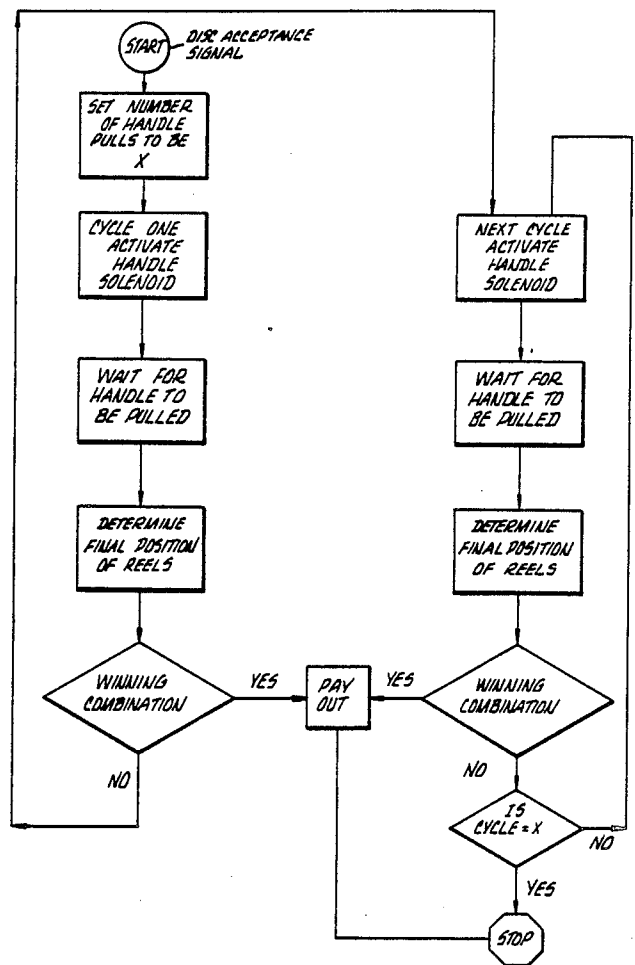 START
DISC ACCEPTANCE
SIGNAL
SET NUMBER
OF HANDLE
PULLS TO BE
X
CYCLE ONE
ACTIVATE
HANDLE
SOLENOID
WAIT FOR
HANDLE TO
BE PULLED
DETERMINE
FINAL POSITION
OF REELS
WINNING
COMBINATION
YES
NO
PAY
OUT
NEXT CYCLE
ACTIVATE
HANDLE
SOLENOID
WAIT FOR
HANDLE TO
BE PULLED
DETERMINE
FINAL POSITION
OF REELS
WINNING
COMBINATION
YES
NO
IS
CYCLE = X
NO
YES
STOP